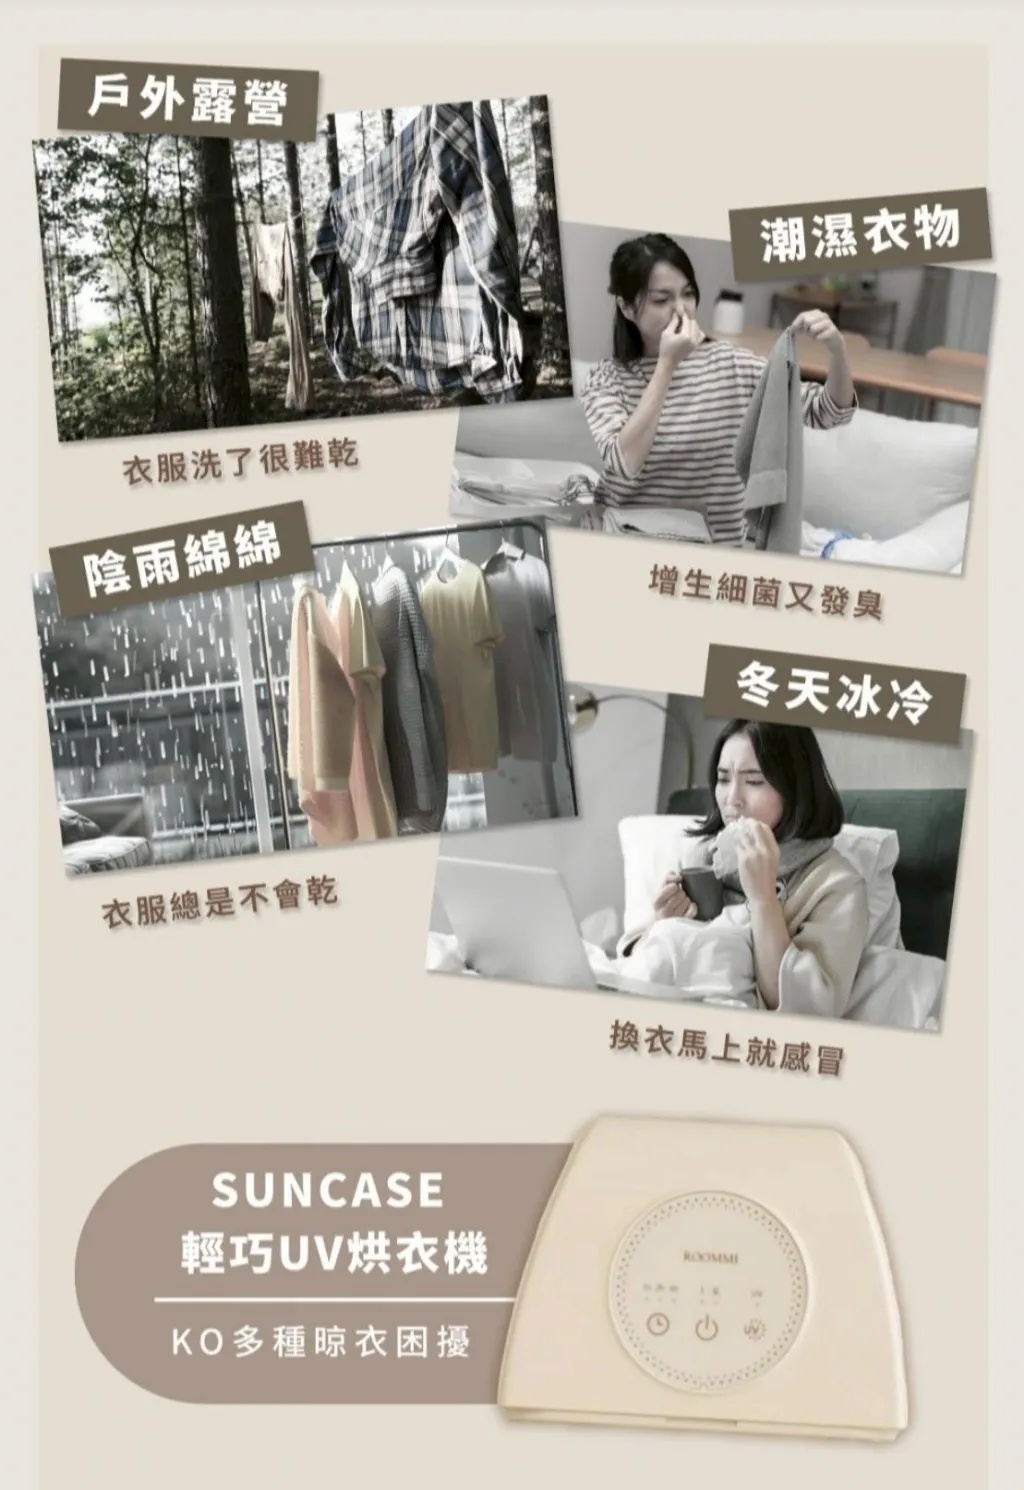 戶外露營
衣服洗了很難乾
潮濕衣物
增生細菌又發臭
陰雨綿綿
衣服總是不會乾
冬天冰冷
換衣馬上就感冒
SUNCASE
輕巧UV烘衣機
KO多種晾衣困擾
ROOMMI
UV
UV